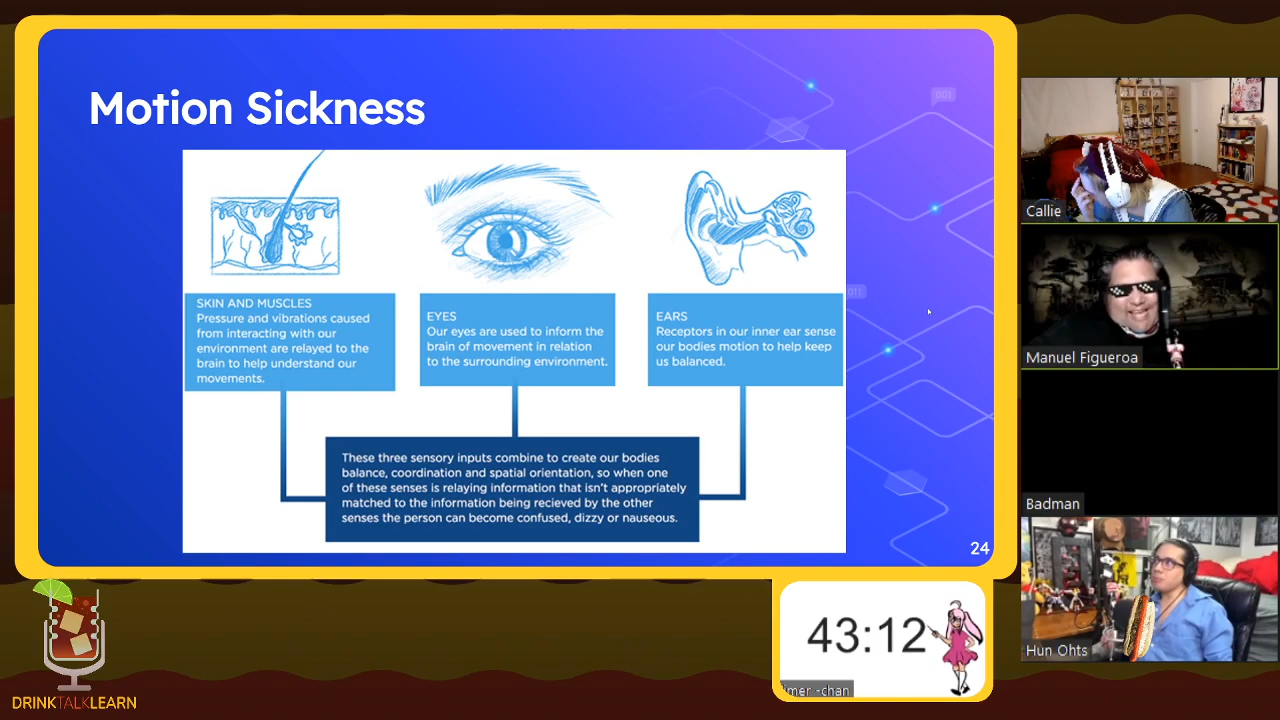 Motion Sickness
SKIN AND MUSCLES
Pressure and vibrations caused
from interacting with our
environment are relayed to the
brain to help understand our
movements.
EYES
Our eyes are used to inform the
brain of movement in relation
to the surrounding environment.
EARS
Receptors in our inner ear sense
our bodies motion to help keep
us balanced.
These three sensory inputs combine to create our bodies
balance, coordination and spatial orientation, so when one
of these senses is relaying information that isn't appropriately
matched to the information being recieved by the other
senses the person can become confused, dizzy or nauseous.
001
011
24
Callie
Manuel Figueroa
Badman
Hun Ohts
43:12
imer -chan
DRINKTALKLEARN